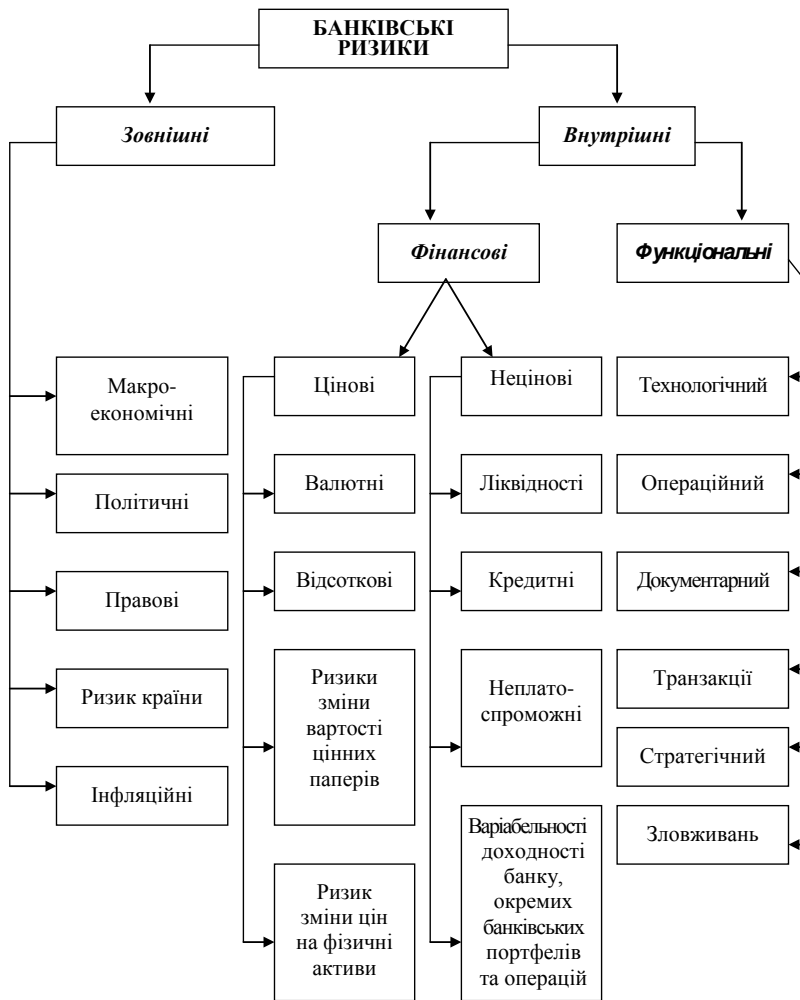 БАНКІВСЬКІ
РИЗИКИ
Зовнішні
Внутрішні
Фінансові
Функціональні
Макро-
економічні
Політичні
Правові
Ризик країни
Інфляційні
Цінові
Валютні
Відсоткові
Ризики
зміни
вартості
цінних
паперів
Ризик
зміни цін
на фізичні
активи
Нецінові
Ліквідності
Кредитні
Неплато-
спроможні
Варіабельності
доходності
банку,
окремих
банківських
портфелів
та операцій
Технологічний
Операційний
Документарний
Транзакції
Стратегічний
Зловживань